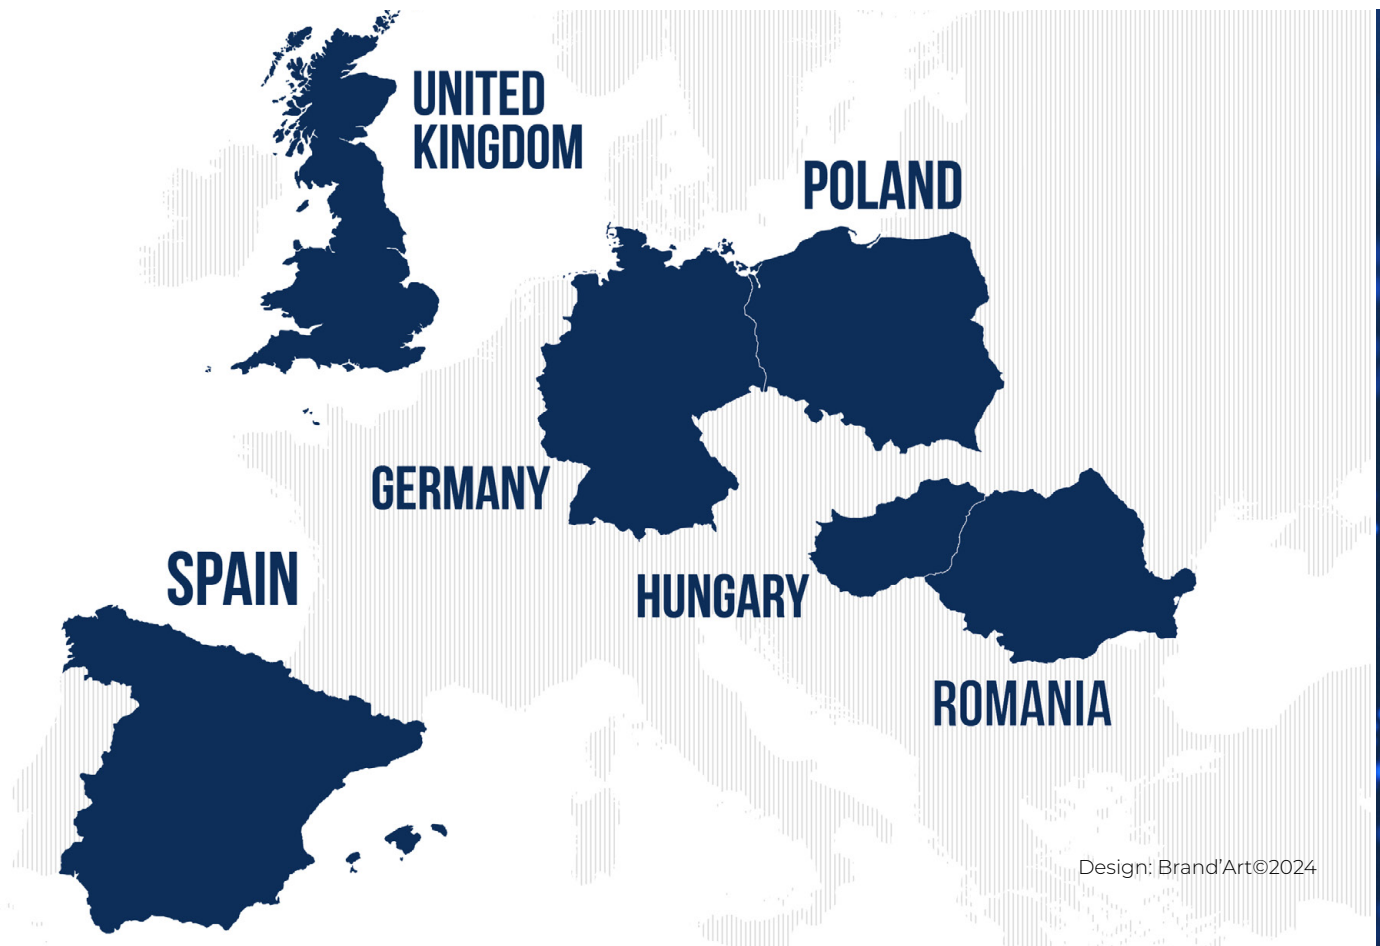 UNITED
KINGDOM
POLAND
GERMANY
SPAIN
HUNGARY
ROMANIA
Design: Brand'Art©2024